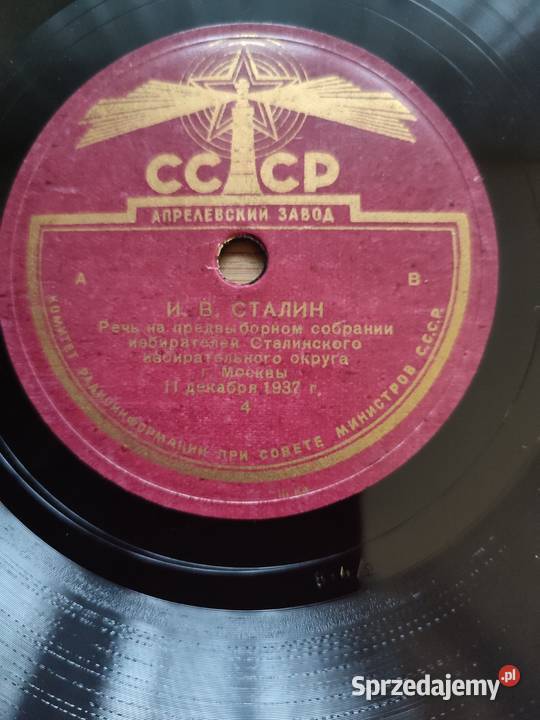 СССР
АПРЕЛЕВСКИЙ ЗАВОД
A
B
И. В. СТАЛИН
Речь на предвыборном собрании
избирателей Сталинского
избирательного округа
г. Москвы
11 декабря 1937 г.
4
КОМИТЕТ РАДИОИНФОРМАЦИИ ПРИ СОВЕТЕ МИНИСТРОВ С.С.С.Р.
Sprzedajemy.pl